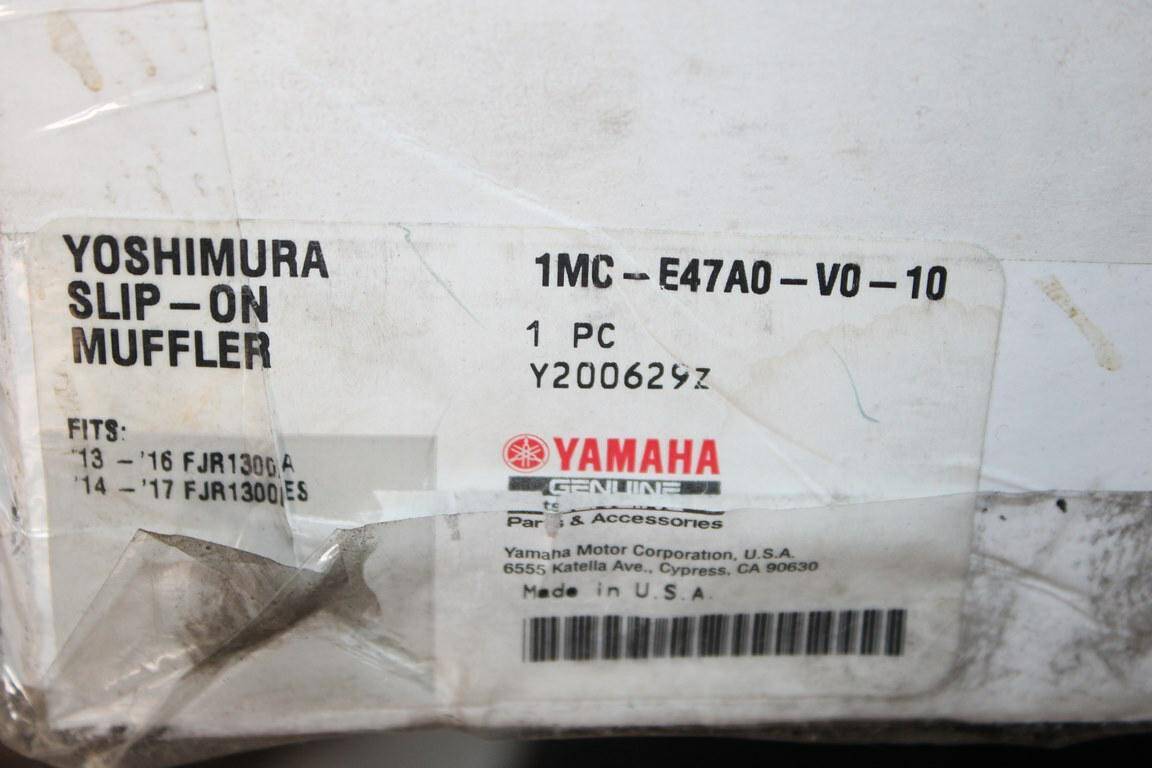 YOSHIMURA
SLIP-ON
MUFFLER
FITS:
'13 - '16 FJR1300A
'14 - '17 FJR1300ES
1MC-E47A0-V0-10
1 PC
Y200629z
YAMAHA
GENUINE
Parts & Accessories
Yamaha Motor Corporation, U.S.A.
6555 Katella Ave., Cypress, CA 90630
Made in U.S.A.